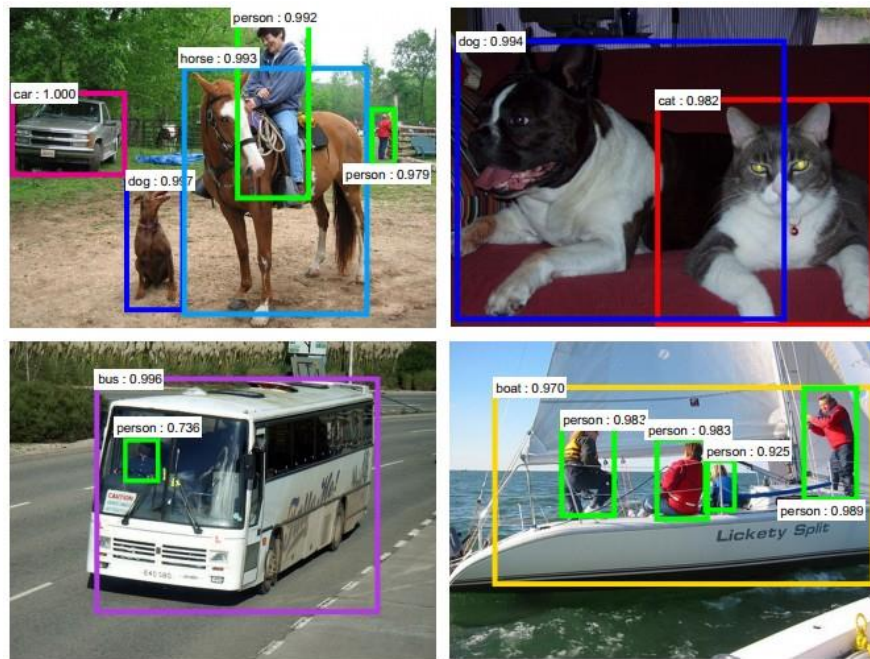 person : 0.992
horse : 0.993
car : 1.000
person : 0.979
dog : 0.997
dog : 0.994
cat : 0.982
bus : 0.996
person : 0.736
CAUTION
boat : 0.970
person : 0.983
person : 0.983
person : 0.925
person : 0.989
Lickety Split